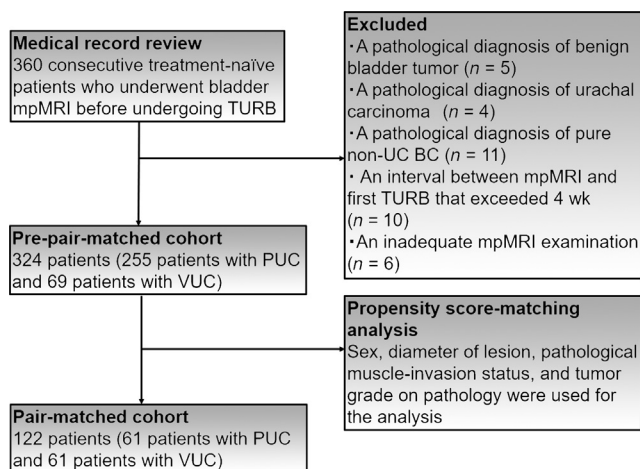 Medical record review
360 consecutive treatment-naïve
patients who underwent bladder
mpMRI before undergoing TURB
Excluded
・A pathological diagnosis of benign
bladder tumor (n = 5)
・A pathological diagnosis of urachal
carcinoma (n = 4)
・A pathological diagnosis of pure
non-UC BC (n = 11)
・An interval between mpMRI and
first TURB that exceeded 4 wk
(n = 10)
・An inadequate mpMRI examination
(n = 6)
Pre-pair-matched cohort
324 patients (255 patients with PUC
and 69 patients with VUC)
Propensity score-matching
analysis
Sex, diameter of lesion, pathological
muscle-invasion status, and tumor
grade on pathology were used for
the analysis
Pair-matched cohort
122 patients (61 patients with PUC
and 61 patients with VUC)